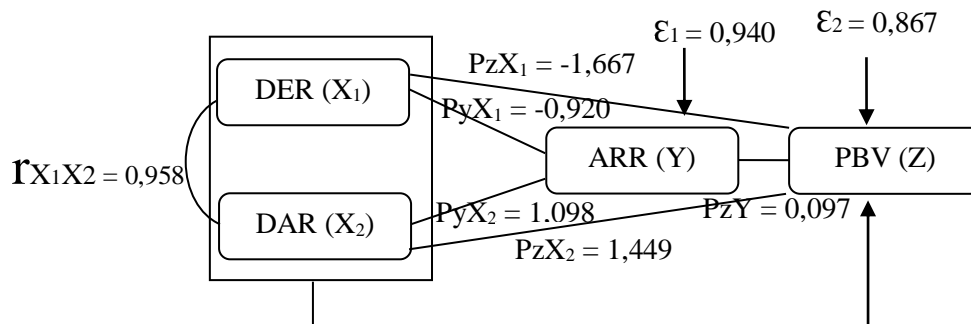 ε₁ = 0,940
ε₂ = 0,867
PzX₁ = -1,667
DER (X₁)
PyX₁ = -0,920
ARR (Y)
PBV (Z)
rX₁X2 = 0,958
DAR (X₂)
PyX₂ = 1.098
PzY = 0,097
PzX₂ = 1,449